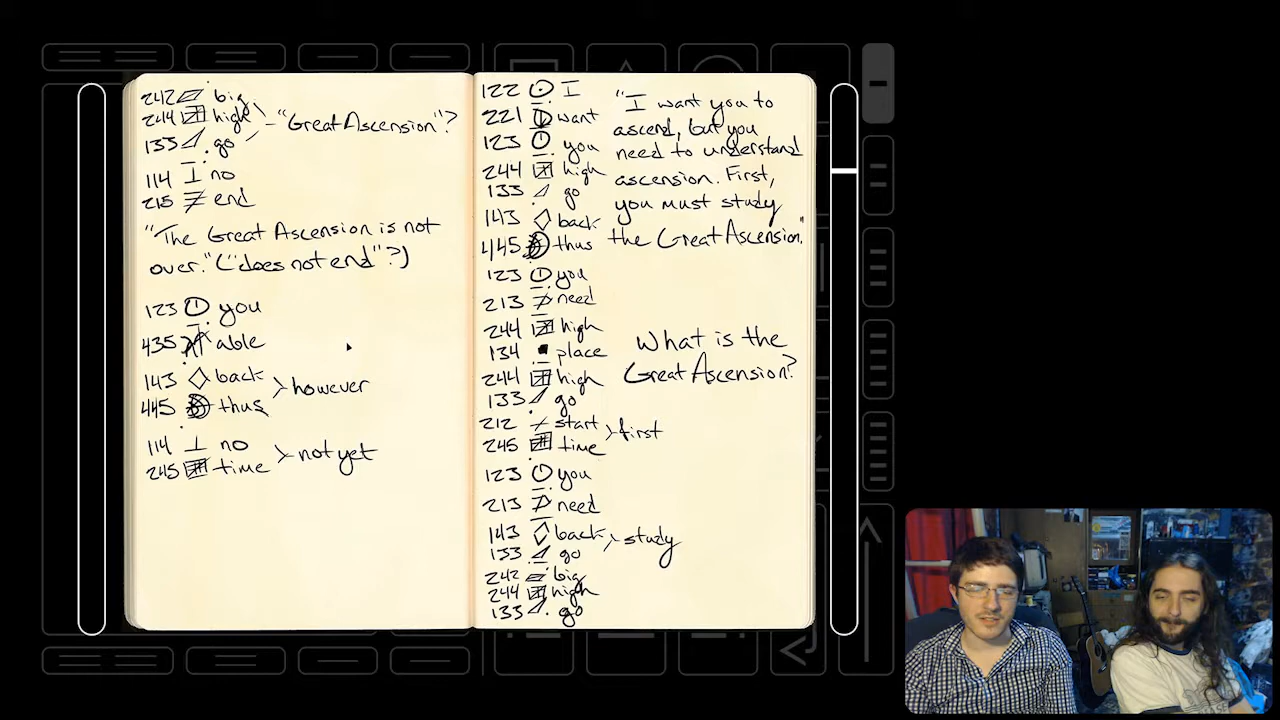 242 big
244 high
133 go
"Great Ascension"?
114 no
215 end
"The Great Ascension is not
over." ("does not end"?)
123 you
435 able
143 back
445 thus
however
114 no
245 time
not yet
122 I
221 want
123 you
244 high
133 go
143 back
445 thus
123 you
213 need
244 high
134 place
244 high
133 go
212 start
245 time
first
123 you
213 need
143 back
133 go
study
242 big
244 high
133 go
"I want you to
ascend, but you
need to understand
ascension. First,
you must study
the Great Ascension."
What is the
Great Ascension?